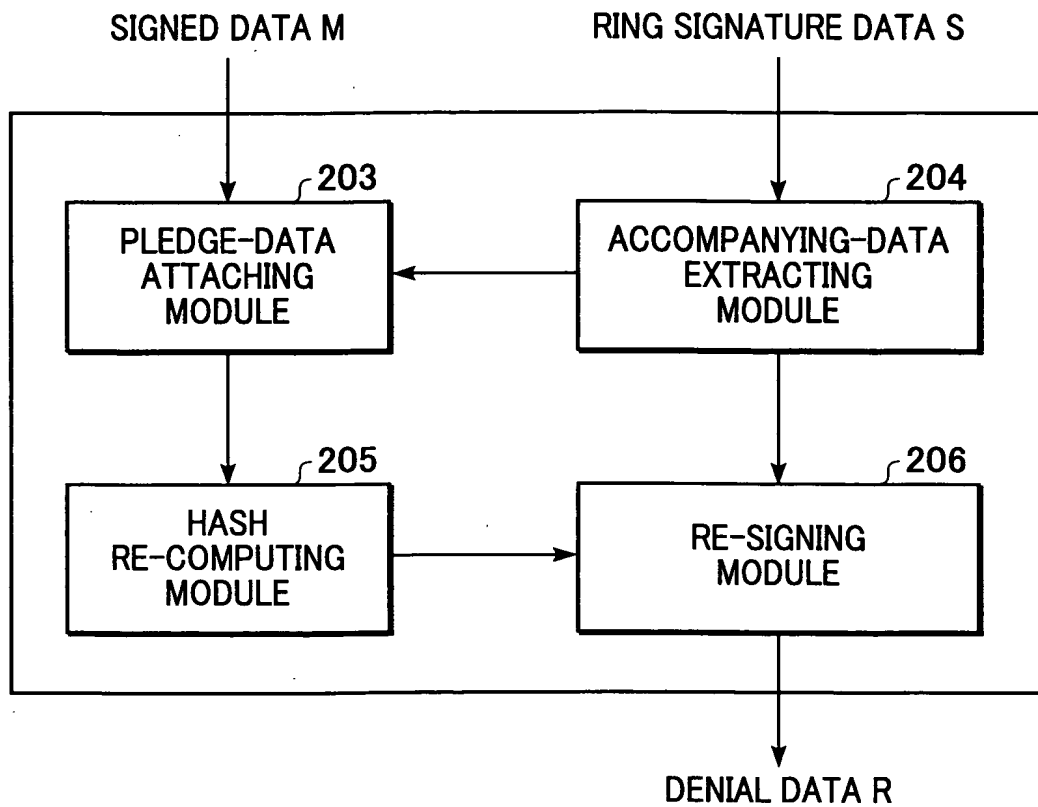 SIGNED DATA M
RING SIGNATURE DATA S
203
204
PLEDGE-DATA
ATTACHING
MODULE
ACCOMPANYING-DATA
EXTRACTING
MODULE
205
206
HASH
RE-COMPUTING
MODULE
RE-SIGNING
MODULE
DENIAL DATA R